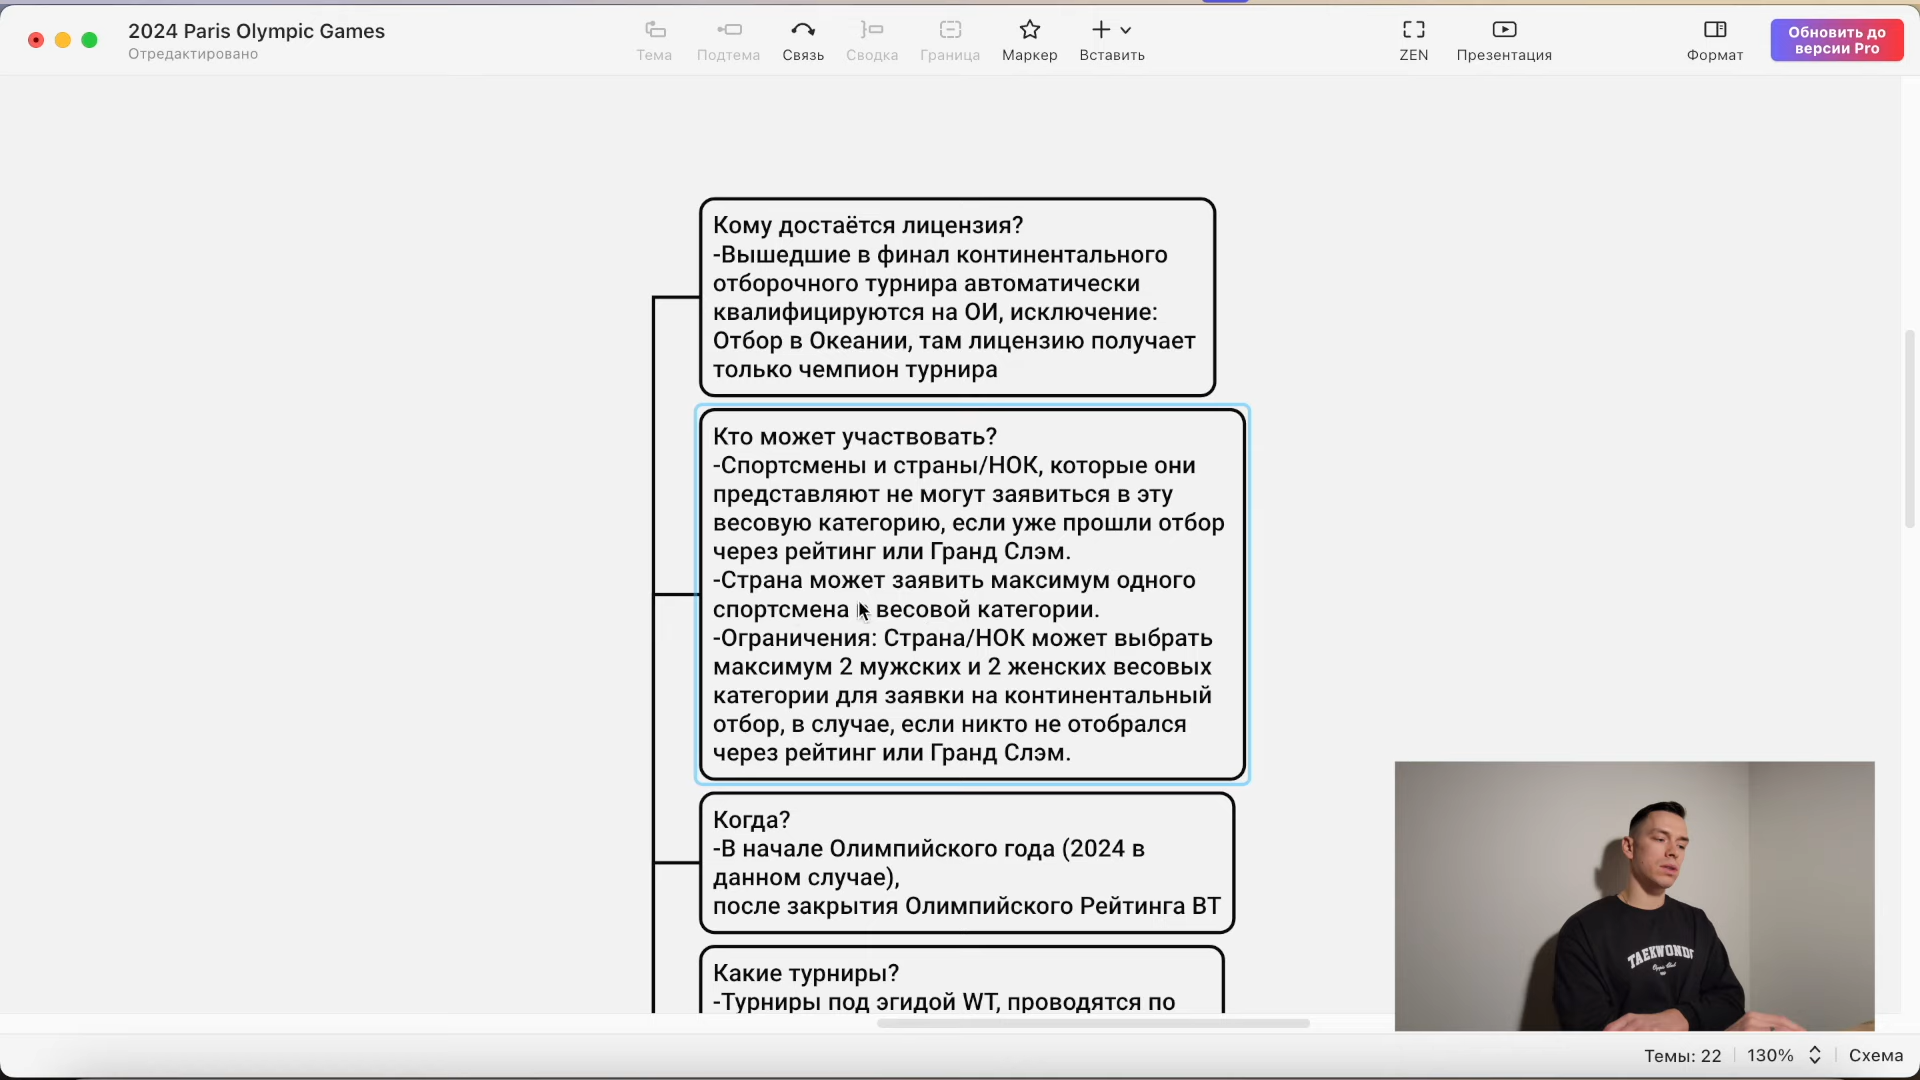 2024 Paris Olympic Games
Отредактировано
Тема
Подтема
Связь
Сводка
Граница
Маркер
Вставить
ZEN
Презентация
Формат
Обновить до
версии Pro
Кому достаётся лицензия?
-Вышедшие в финал континентального
отборочного турнира автоматически
квалифицируются на ОИ, исключение:
Отбор в Океании, там лицензию получает
только чемпион турнира
Кто может участвовать?
-Спортсмены и страны/НОК, которые они
представляют не могут заявиться в эту
весовую категорию, если уже прошли отбор
через рейтинг или Гранд Слэм.
-Страна может заявить максимум одного
спортсмена весовой категории.
-Ограничения: Страна/НОК может выбрать
максимум 2 мужских и 2 женских весовых
категории для заявки на континентальный
отбор, в случае, если никто не отобрался
через рейтинг или Гранд Слэм.
Когда?
-В начале Олимпийского года (2024 в
данном случае),
после закрытия Олимпийского Рейтинга ВТ
Какие турниры?
-Турниры под эгидой WT, проводятся по
TAEKWONDO
Темы: 22
130%
Схема